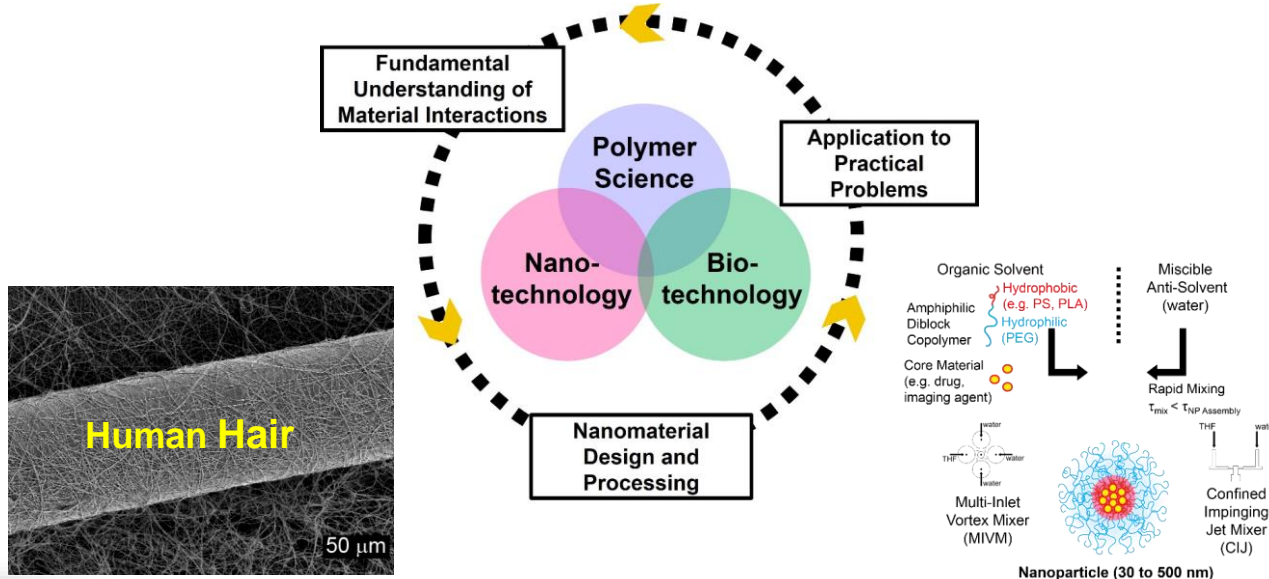 Fundamental
Understanding of
Material Interactions
Application to
Practical
Problems
Polymer
Science
Nano-
technology
Bio-
technology
Nanomaterial
Design and
Processing
Human Hair
50 μm
Organic Solvent
Hydrophobic
(e.g. PS, PLA)
Amphiphilic
Diblock
Copolymer
Hydrophilic
(PEG)
Miscible
Anti-Solvent
(water)
Core Material
(e.g. drug,
imaging agent)
Rapid Mixing
τmix < τNP Assembly
water
THF
water
water
Multi-Inlet
Vortex Mixer
(MIVM)
THF
wat
Confined
Impinging
Jet Mixer
(CIJ)
Nanoparticle (30 to 500 nm)